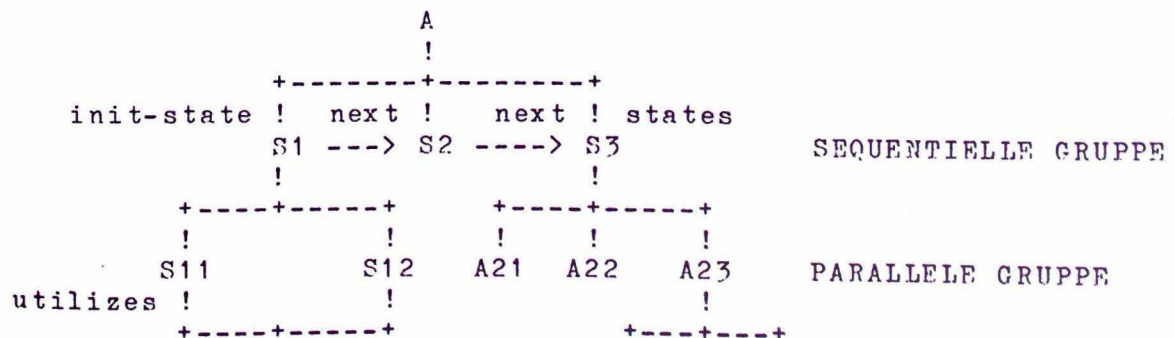 A
!
+-------+--------+
init-state ! next ! next ! states
S1 ---> S2 ----> S3 SEQUENTIELLE GRUPPE
! !
+----+-----+ +----+-----+
! ! ! ! !
S11 S12 A21 A22 A23 PARALLELE GRUPPE
utilizes ! ! !
+----+-----+ +---+---+